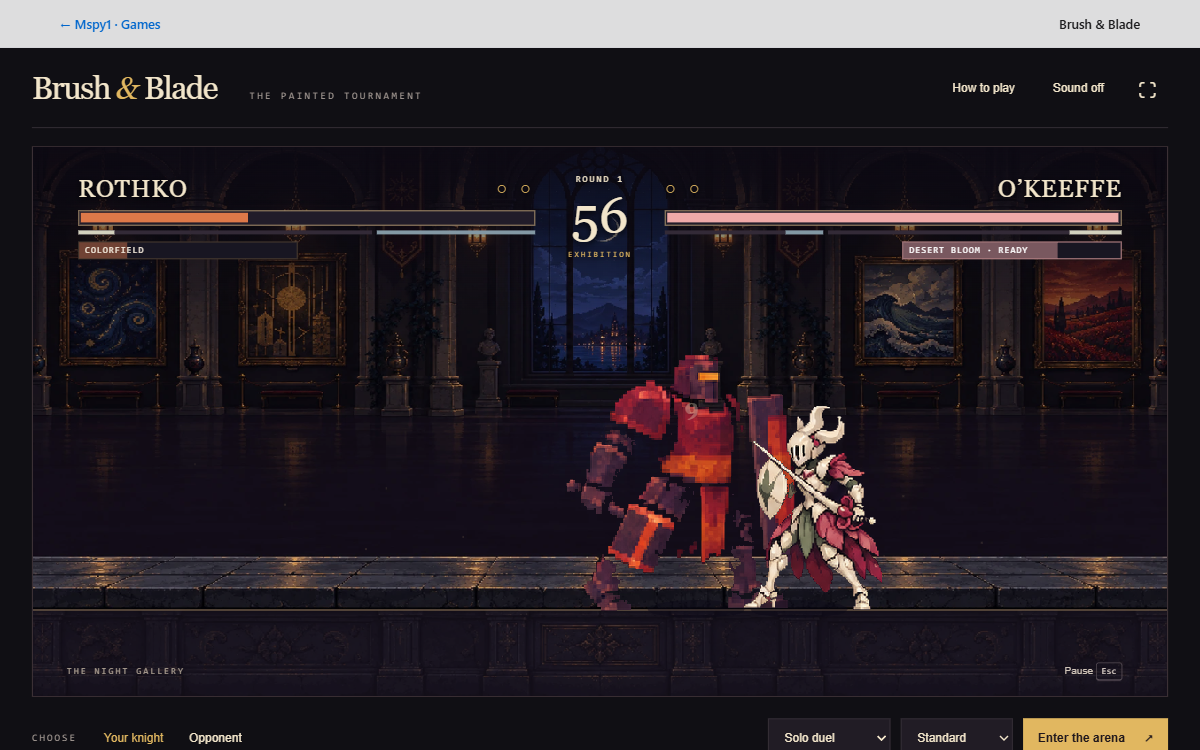 ← Mspy1 · Games
Brush & Blade
Brush & Blade
THE PAINTED TOURNAMENT
How to play
Sound off
ROTHKO
ROUND 1
O’KEEFFE
56
EXHIBITION
COLORFIELD
DESERT BLOOM · READY
9
THE NIGHT GALLERY
Pause Esc
CHOOSE
Your knight
Opponent
Solo duel
Standard
Enter the arena ↗